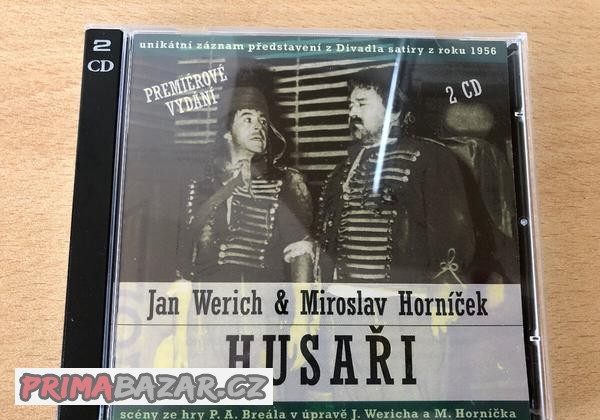 2
CD
unikátní záznam představení z Divadla satiry z roku 1956
PREMIÉROVÉ
VYDÁNÍ
2 CD
Jan Werich & Miroslav Horníček
HUSAŘI
PRIMABAZAR.CZ
scény ze hry P. A. Breála v úpravě J. Wericha a M. Horníčka